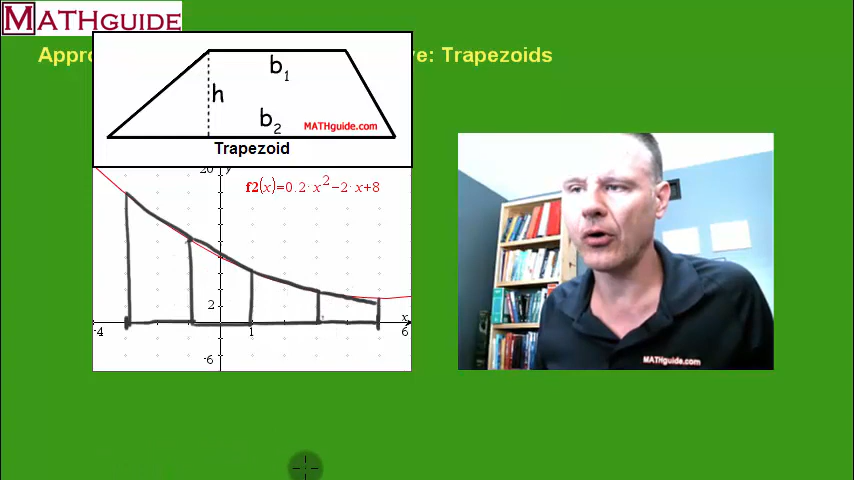 MATHGUIDE
Appro ve: Trapezoids
b1
h
b2
MATHguide.com
Trapezoid
20
y
f2(x)=0.2·x²−2·x+8
2
x
-4
1
6
-6
MATHguide.com